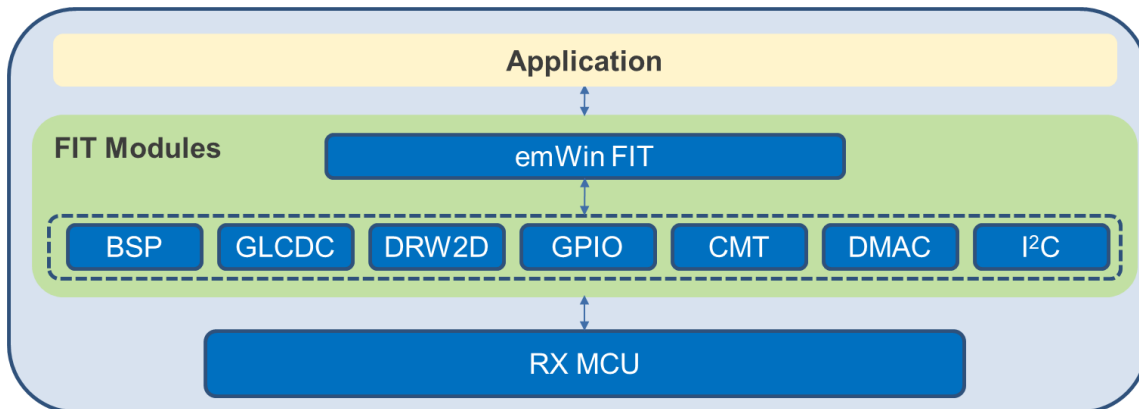 Application
FIT Modules
emWin FIT
BSP GLCDC DRW2D GPIO CMT DMAC I²C
RX MCU